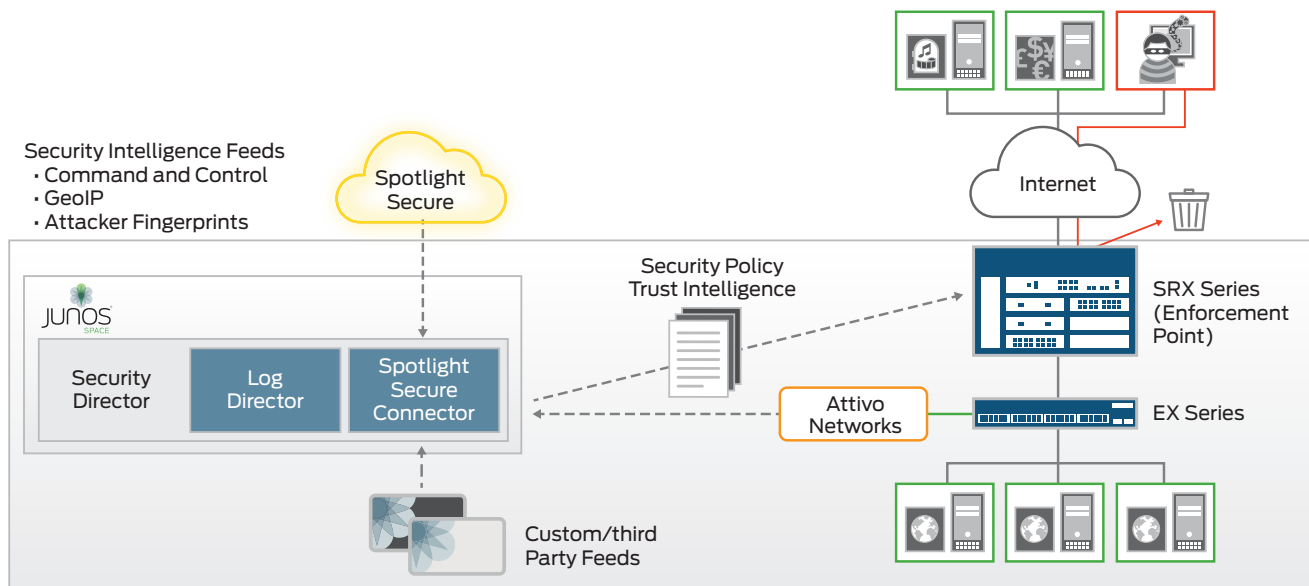 Security Intelligence Feeds
· Command and Control
· GeoIP
· Attacker Fingerprints
Spotlight
Secure
Internet
£$¥€
JUNOS®
SPACE
Security
Director
Log
Director
Spotlight
Secure
Connector
Security Policy
Trust Intelligence
SRX Series
(Enforcement
Point)
Attivo
Networks
EX Series
Custom/third
Party Feeds